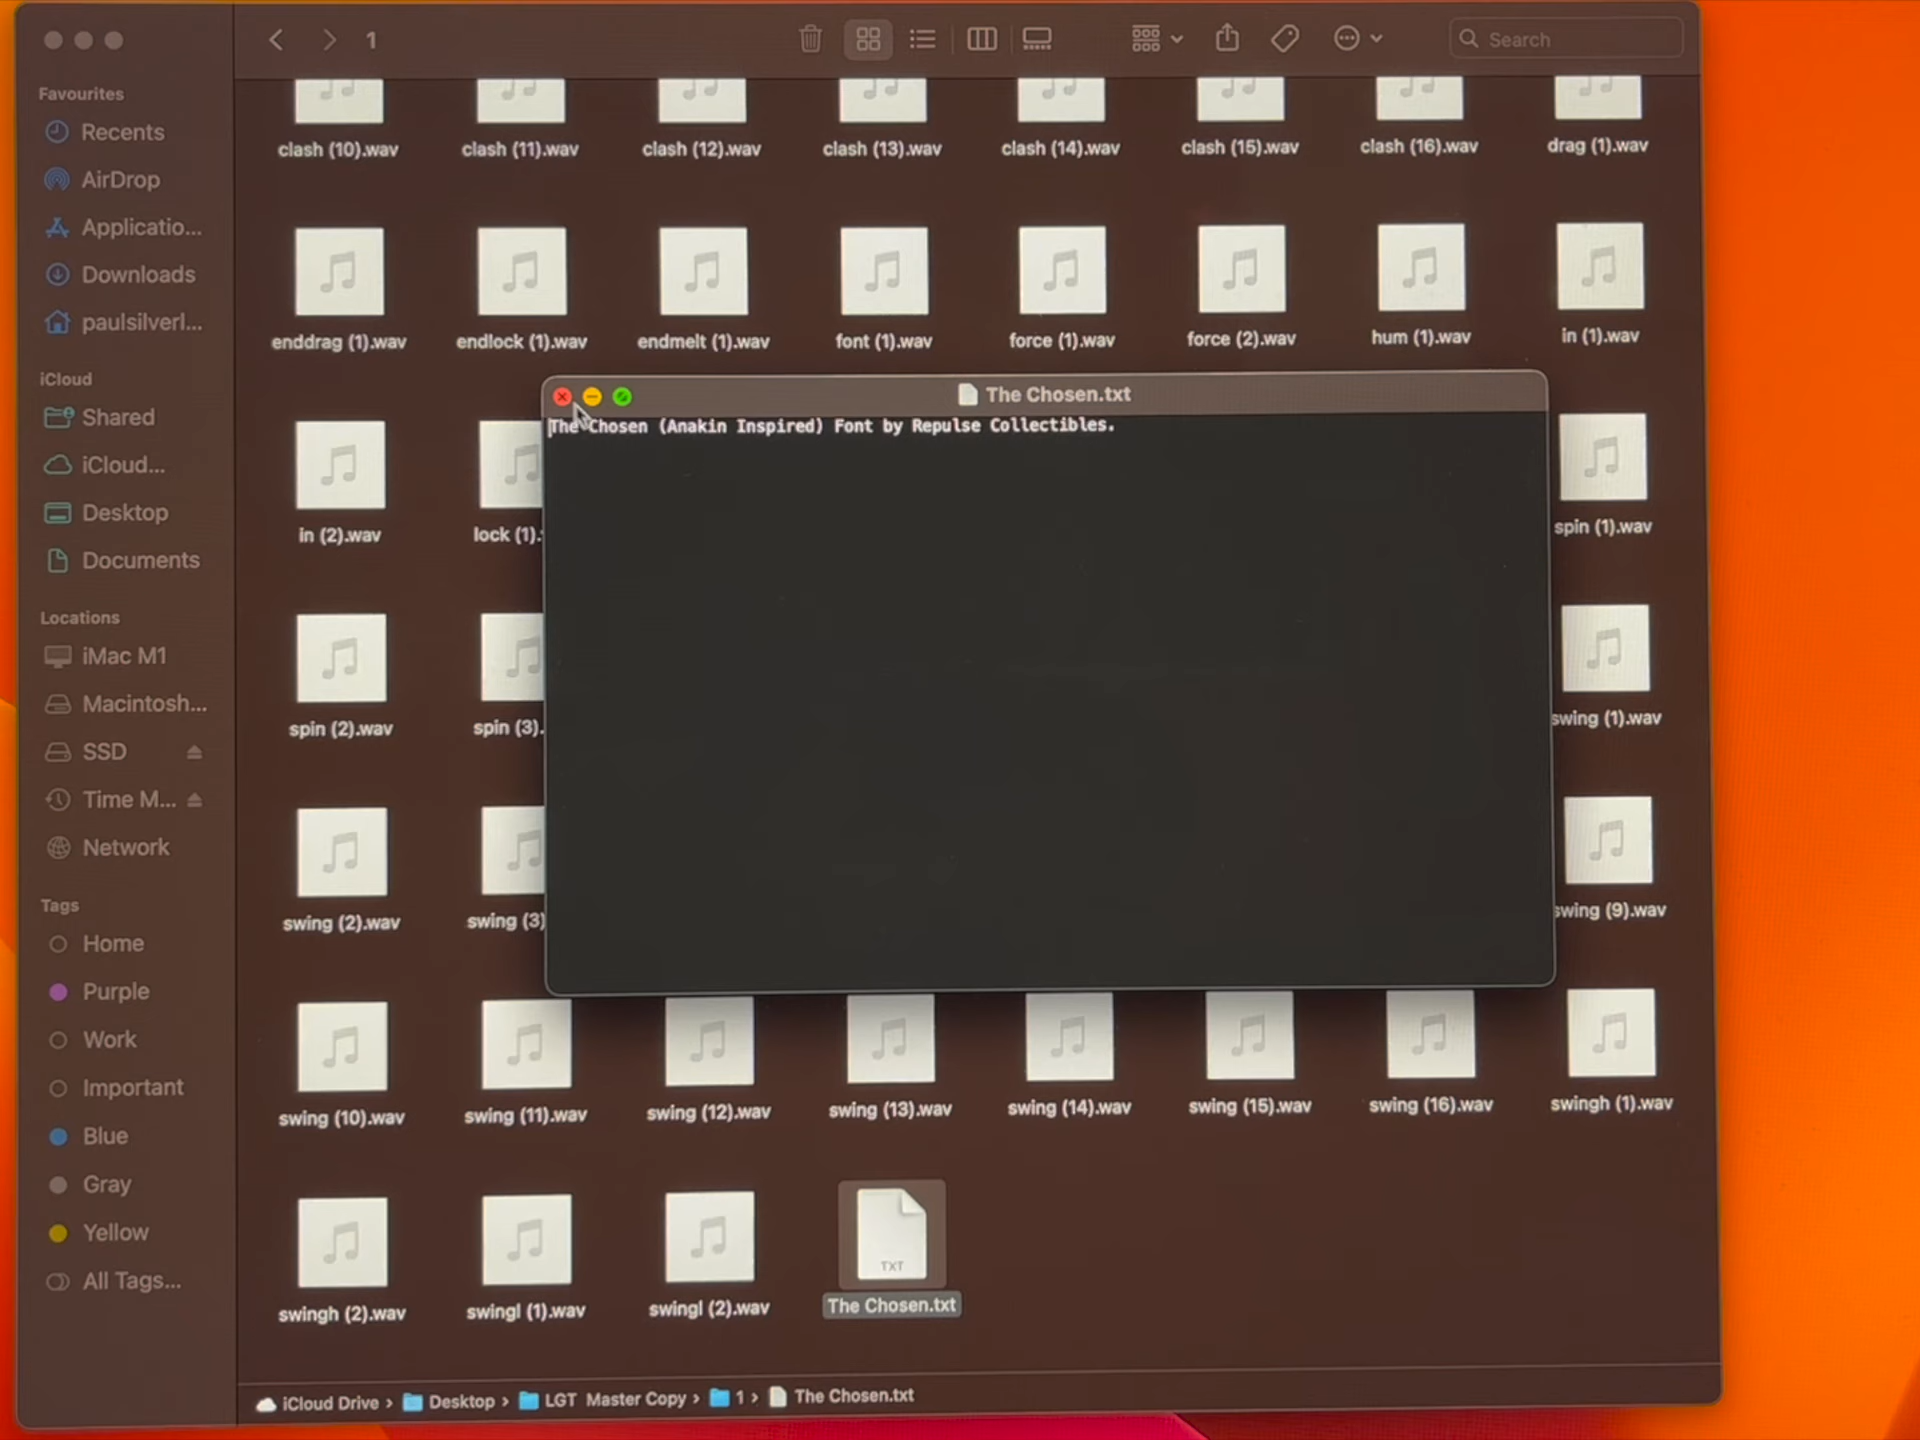 1
Search
Favourites
Recents
AirDrop
Applicatio...
Downloads
paulsilverl...
iCloud
Shared
iCloud...
Desktop
Documents
Locations
iMac M1
Macintosh...
SSD
Time M...
Network
Tags
Home
Purple
Work
Important
Blue
Gray
Yellow
All Tags...
clash (10).wav clash (11).wav clash (12).wav clash (13).wav clash (14).wav clash (15).wav clash (16).wav drag (1).wav
enddrag (1).wav endlock (1).wav endmelt (1).wav font (1).wav force (1).wav force (2).wav hum (1).wav in (1).wav
The Chosen.txt
The Chosen (Anakin Inspired) Font by Repulse Collectibles.
in (2).wav lock (1). spin (1).wav
spin (2).wav spin (3). swing (1).wav
swing (2).wav swing (3) swing (9).wav
swing (10).wav swing (11).wav swing (12).wav swing (13).wav swing (14).wav swing (15).wav swing (16).wav swingh (1).wav
TXT
swingh (2).wav swingl (1).wav swingl (2).wav The Chosen.txt
iCloud Drive › Desktop › LGT Master Copy › 1 › The Chosen.txt